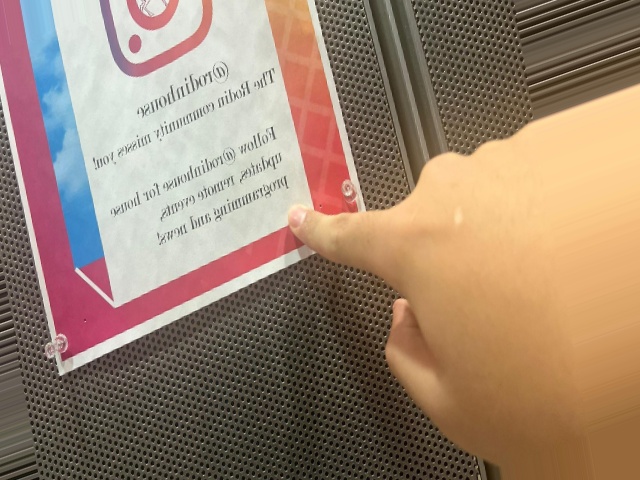 @rodinhouse
The Rodin community misses you!
Follow @rodinhouse for house
updates, remote events,
programming and news!